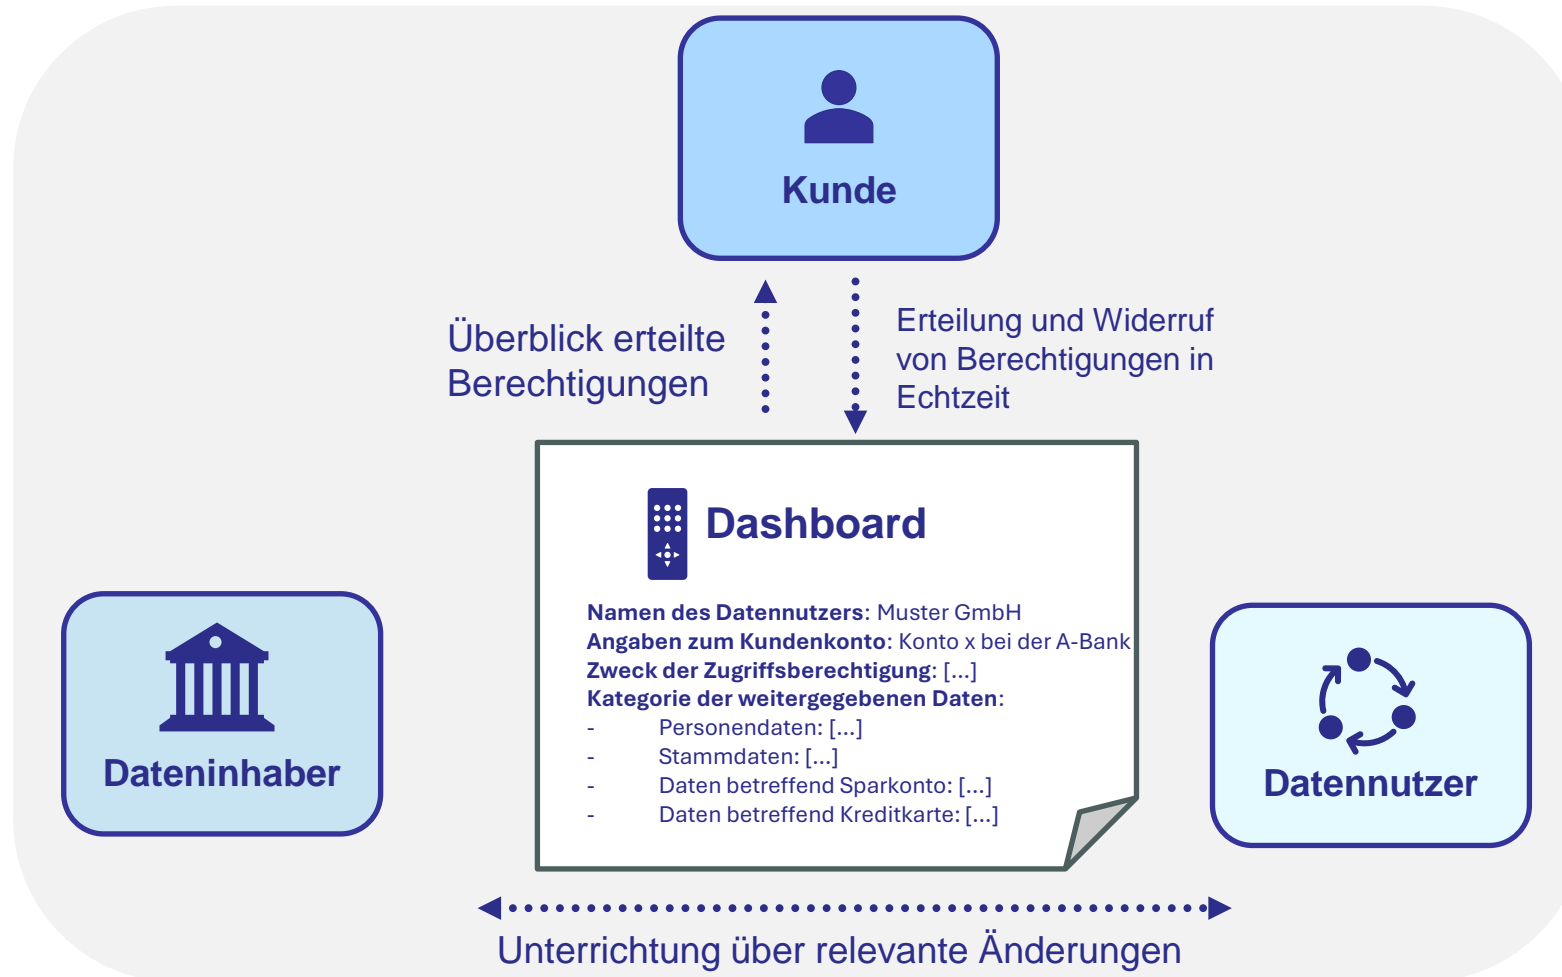 Kunde
Überblick erteilte
Berechtigungen
Erteilung und Widerruf
von Berechtigungen in
Echtzeit
Dashboard
Namen des Datennutzers: Muster GmbH
Angaben zum Kundenkonto: Konto x bei der A-Bank
Zweck der Zugriffsberechtigung: [...]
Kategorie der weitergegebenen Daten:
- Personendaten: [...]
- Stammdaten: [...]
- Daten betreffend Sparkonto: [...]
- Daten betreffend Kreditkarte: [...]
Dateninhaber
Datennutzer
Unterrichtung über relevante Änderungen